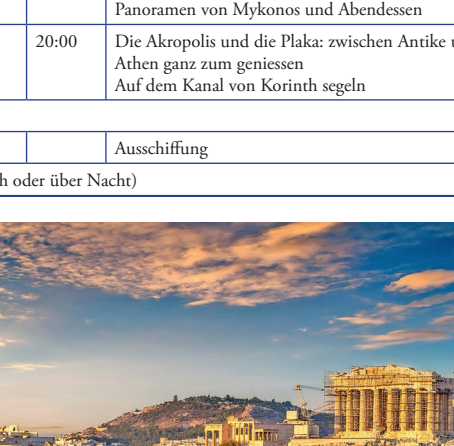 Panoramen von Mykonos und Abendessen
20:00 Die Akropolis und die Plaka: zwischen Antike
Athen ganz zum geniessen
Auf dem Kanal von Korinth segeln
Ausschiffung
oder über Nacht)